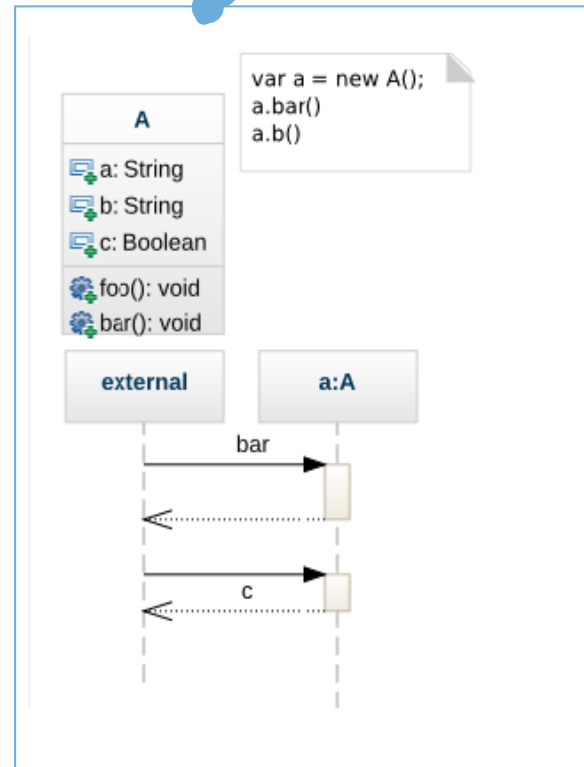 var a = new A();
a.bar()
a.b()
A
a: String
b: String
c: Boolean
foo(): void
bar(): void
external
a:A
bar
c